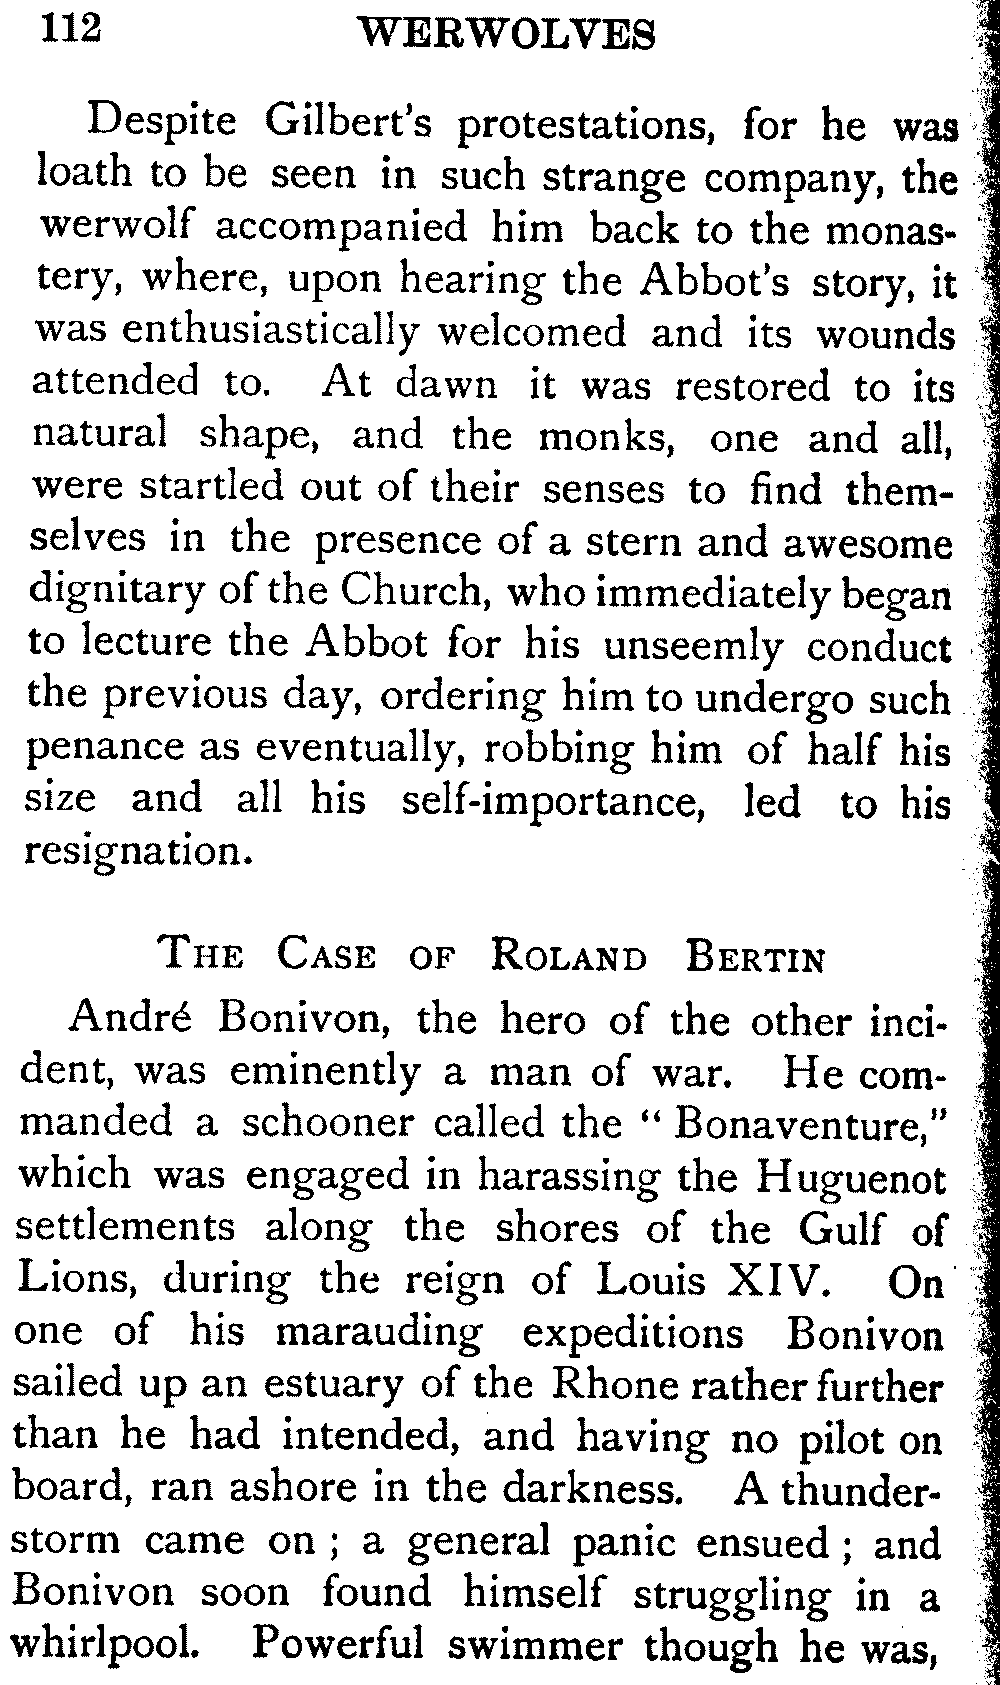 112 WERWOLVES
Despite Gilbert's protestations, for he was
loath to be seen in such strange company, the
werwolf accompanied him back to the monas-
tery, where, upon hearing the Abbot's story, it
was enthusiastically welcomed and its wounds
attended to. At dawn it was restored to its
natural shape, and the monks, one and all,
were startled out of their senses to find them-
selves in the presence of a stern and awesome
dignitary of the Church, who immediately began
to lecture the Abbot for his unseemly conduct
the previous day, ordering him to undergo such
penance as eventually, robbing him of half his
size and all his self-importance, led to his
resignation.
THE CASE OF ROLAND BERTIN
André Bonivon, the hero of the other inci-
dent, was eminently a man of war. He com-
manded a schooner called the “ Bonaventure,”
which was engaged in harassing the Huguenot
settlements along the shores of the Gulf of
Lions, during the reign of Louis XIV. On
one of his marauding expeditions Bonivon
sailed up an estuary of the Rhone rather further
than he had intended, and having no pilot on
board, ran ashore in the darkness. A thunder-
storm came on ; a general panic ensued ; and
Bonivon soon found himself struggling in a
whirlpool. Powerful swimmer though he was,